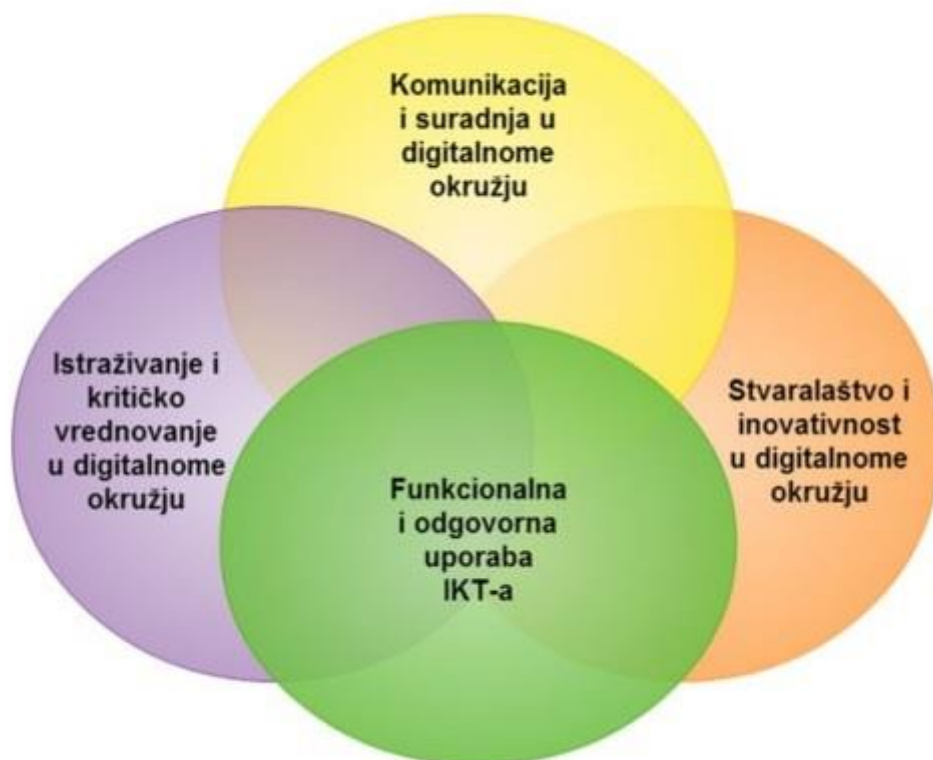 Komunikacija
i suradnja u
digitalnome
okružju
Istraživanje i
kritičko
vrednovanje
u digitalnome
okružju
Stvaralaštvo i
inovativnost
u digitalnome
okružju
Funkcionalna
i odgovorna
uporaba
IKT-a